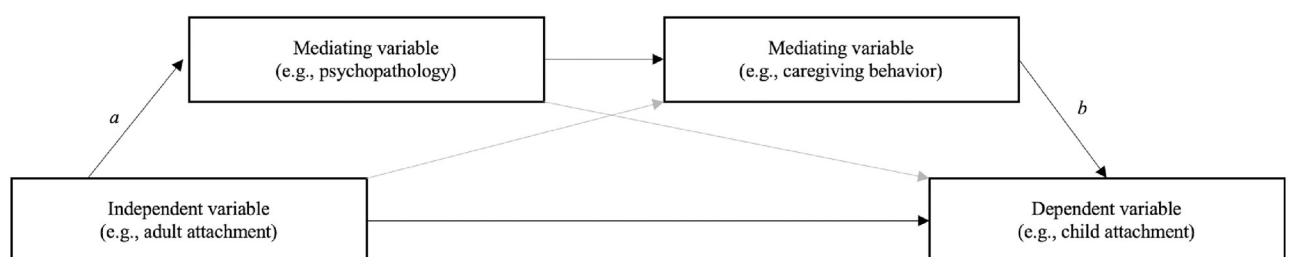 Mediating variable
(e.g., psychopathology)
Mediating variable
(e.g., caregiving behavior)
a
b
Independent variable
(e.g., adult attachment)
Dependent variable
(e.g., child attachment)